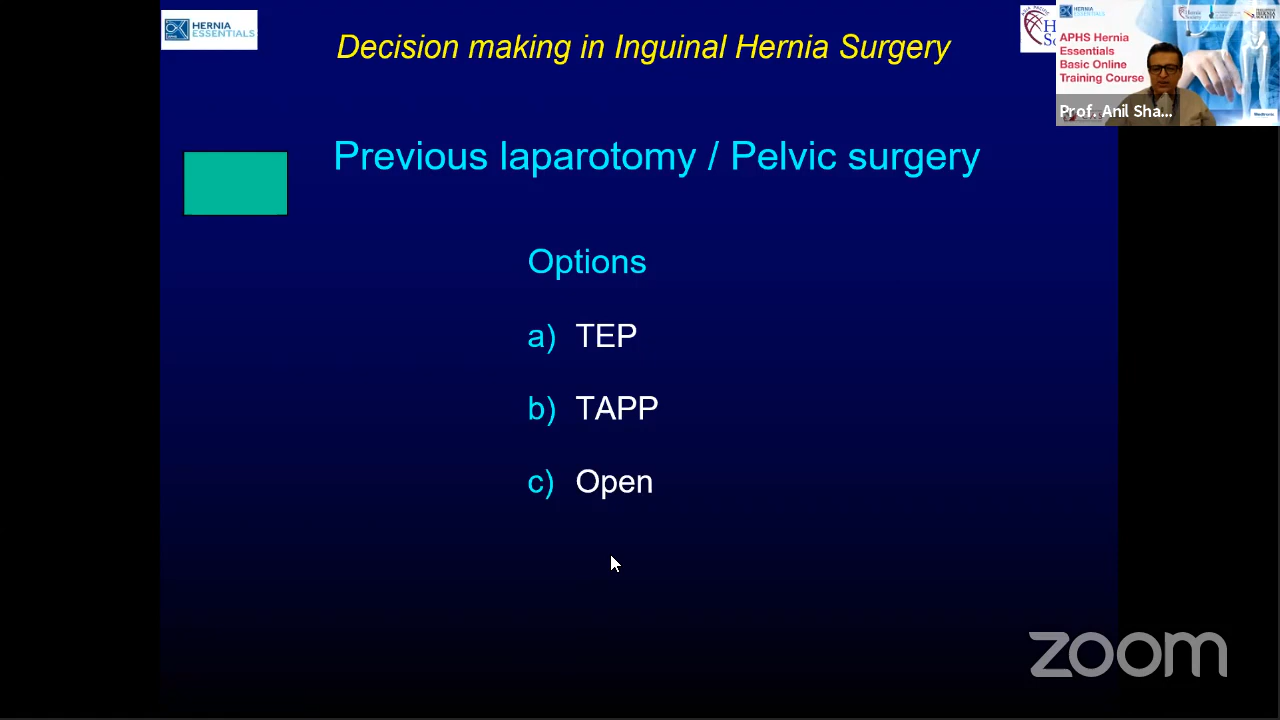 HERNIA
ESSENTIALS
Decision making in Inguinal Hernia Surgery
APHS Hernia
Essentials
Basic Online
Training Course
Prof. Anil Sha...
Previous laparotomy / Pelvic surgery
Options
a) TEP
b) TAPP
c) Open
zoom